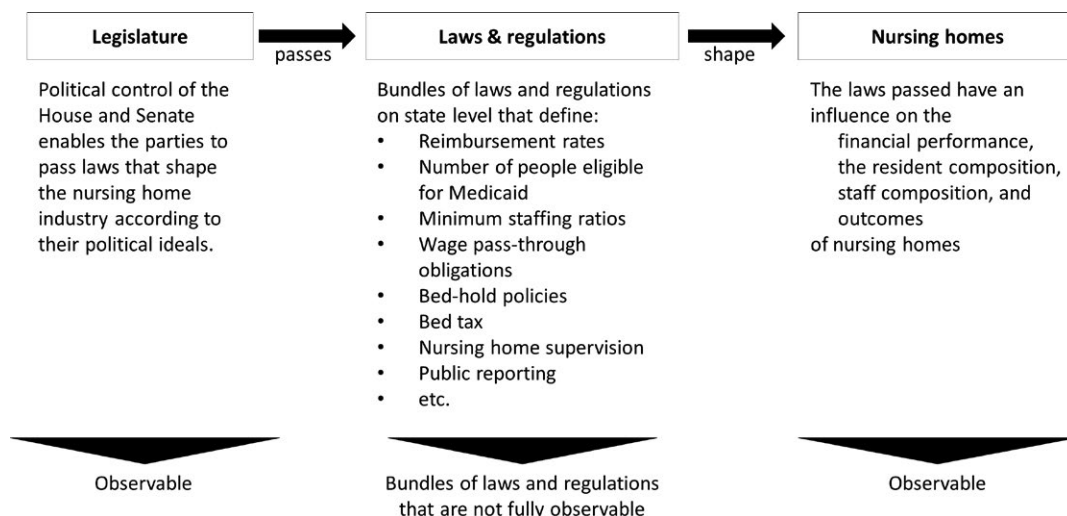 Legislature
passes
Laws & regulations
shape
Nursing homes
Political control of the
House and Senate
enables the parties to
pass laws that shape
the nursing home
industry according to
their political ideals.
Bundles of laws and regulations
on state level that define:
• Reimbursement rates
• Number of people eligible
for Medicaid
• Minimum staffing ratios
• Wage pass-through
obligations
• Bed-hold policies
• Bed tax
• Nursing home supervision
• Public reporting
• etc.
The laws passed have an
influence on the
financial performance,
the resident composition,
staff composition, and
outcomes
of nursing homes
Observable
Bundles of laws and regulations
that are not fully observable
Observable